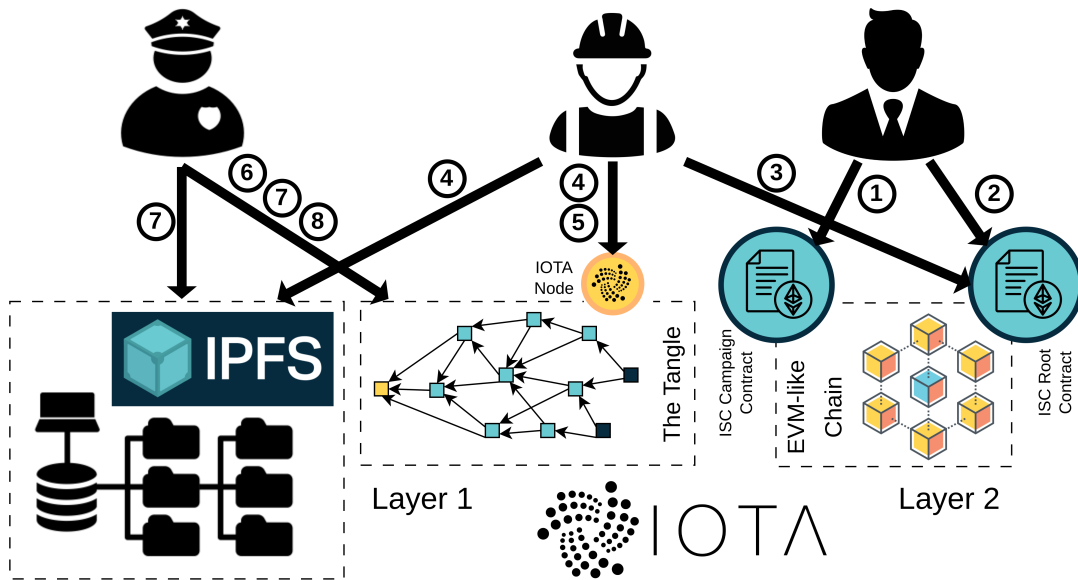 6
4
4
3
1
2
7
7
8
5
IOTA
Node
IPFS
The Tangle
ISC Campaign
Contract
EVM-like
Chain
ISC Root
Contract
Layer 1
Layer 2
IOTA